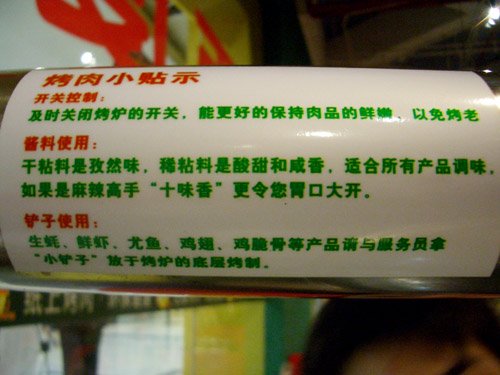 烤肉小贴示
开关控制：
及时关闭烤炉的开关，能更好的保持肉品的鲜嫩，以免烤老
酱料使用：
干粘料是孜然味，稀粘料是酸甜和咸香，适合所有产品调味，
如果是麻辣高手“十味香”更令您胃口大开。
铲子使用：
生蚝、鲜虾、尤鱼、鸡翅、鸡脆骨等产品请与服务员拿
“小铲子”放于烤炉的底层烤制。
纸上烤肉